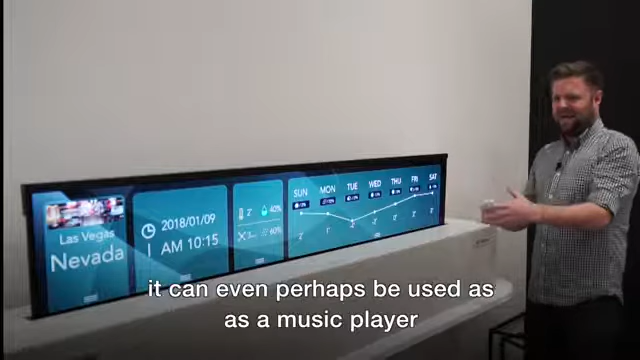 Las Vegas
Nevada
2018/01/09
AM 10:15
2°
40%
60%
SUN
MON
TUE
WED
THU
FRI
SAT
it can even perhaps be used as
as a music player